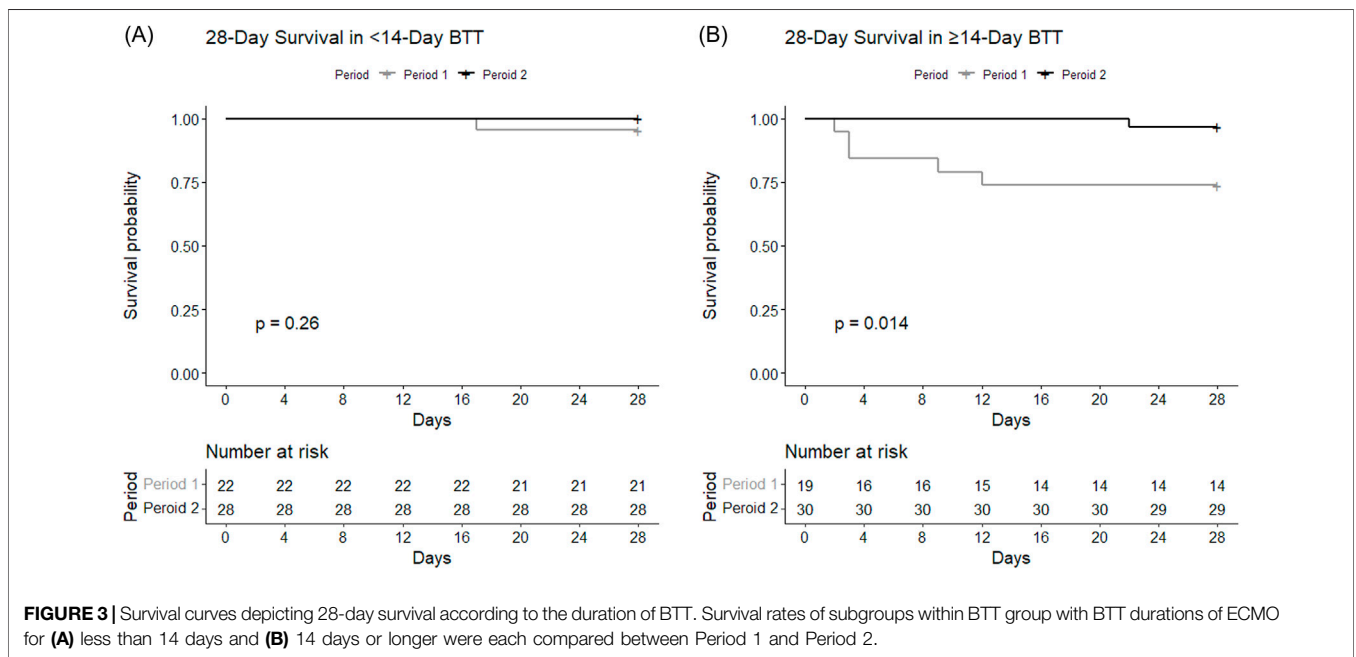 (A) 28-Day Survival in <14-Day BTT
Period Period 1 Peroid 2
Survival probability
1.00
0.75
0.50
0.25
0.00
p = 0.26
0 4 8 12 16 20 24 28
Days
Number at risk
Period
Period 1 22 22 22 22 22 21 21 21
Peroid 2 28 28 28 28 28 28 28 28
0 4 8 12 16 20 24 28
Days
(B) 28-Day Survival in ≥14-Day BTT
Period Period 1 Peroid 2
Survival probability
1.00
0.75
0.50
0.25
0.00
p = 0.014
0 4 8 12 16 20 24 28
Days
Number at risk
Period
Period 1 19 16 16 15 14 14 14 14
Peroid 2 30 30 30 30 30 30 29 29
0 4 8 12 16 20 24 28
Days
FIGURE 3 | Survival curves depicting 28-day survival according to the duration of BTT. Survival rates of subgroups within BTT group with BTT durations of ECMO
for (A) less than 14 days and (B) 14 days or longer were each compared between Period 1 and Period 2.